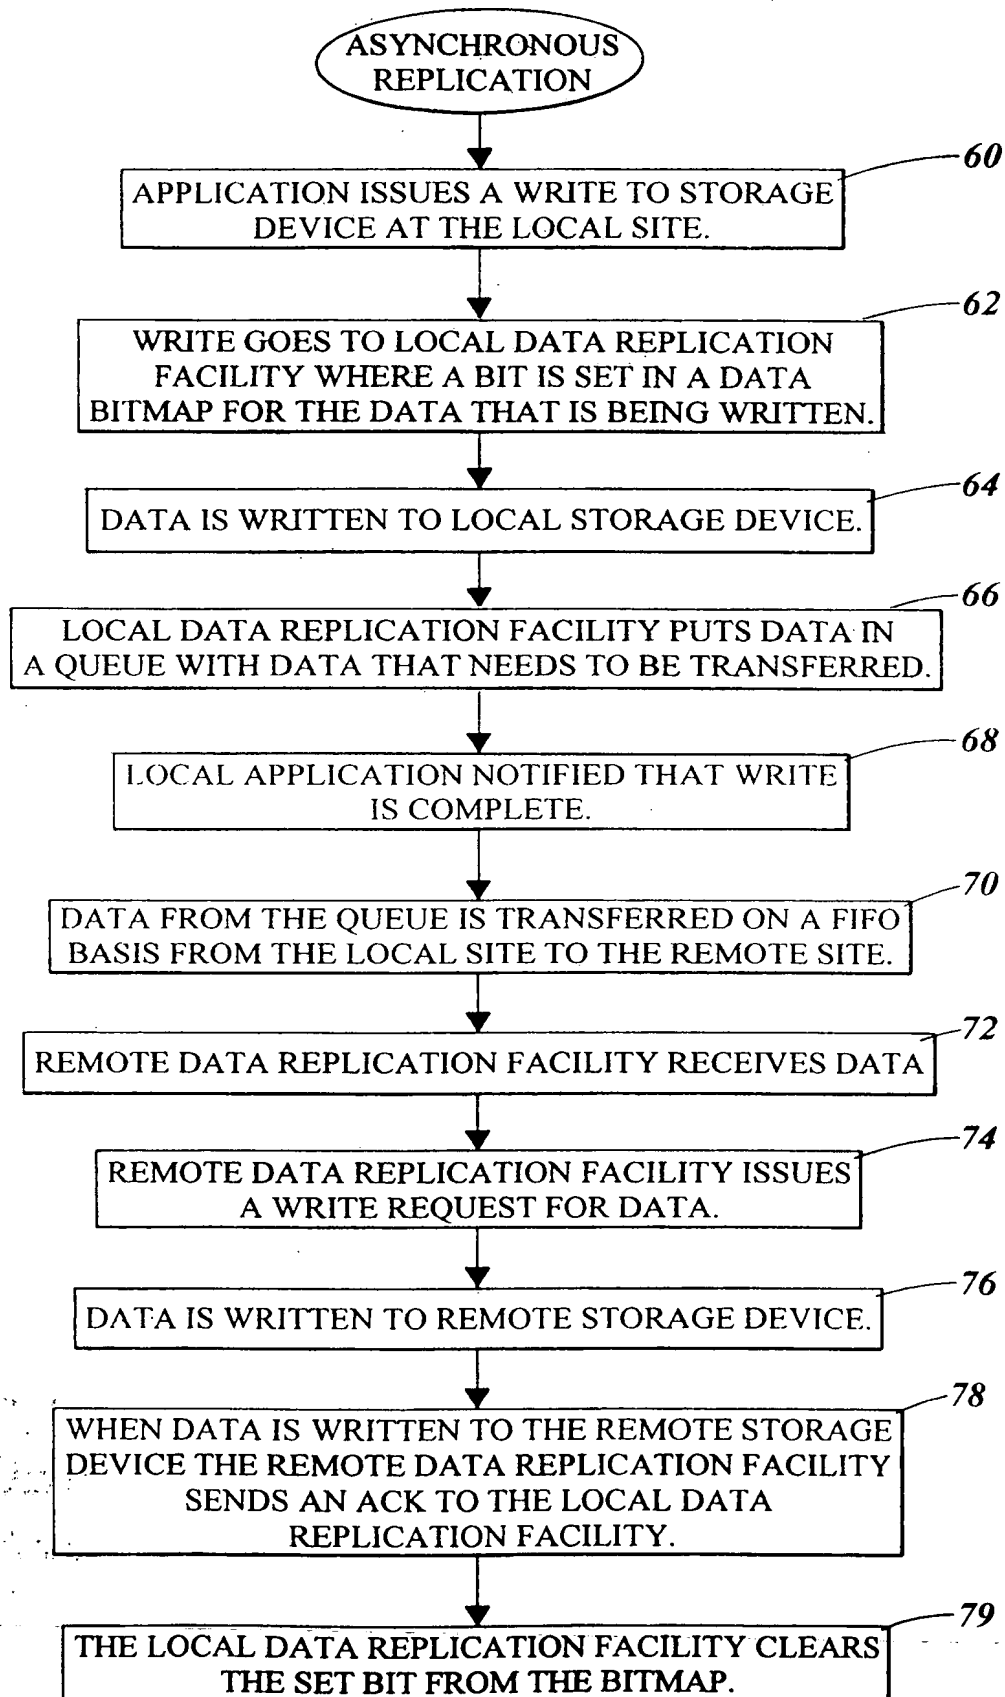 ASYNCHRONOUS
REPLICATION
60
APPLICATION ISSUES A WRITE TO STORAGE
DEVICE AT THE LOCAL SITE.
62
WRITE GOES TO LOCAL DATA REPLICATION
FACILITY WHERE A BIT IS SET IN A DATA
BITMAP FOR THE DATA THAT IS BEING WRITTEN.
64
DATA IS WRITTEN TO LOCAL STORAGE DEVICE.
66
LOCAL DATA REPLICATION FACILITY PUTS DATA IN
A QUEUE WITH DATA THAT NEEDS TO BE TRANSFERRED.
68
LOCAL APPLICATION NOTIFIED THAT WRITE
IS COMPLETE.
70
DATA FROM THE QUEUE IS TRANSFERRED ON A FIFO
BASIS FROM THE LOCAL SITE TO THE REMOTE SITE.
72
REMOTE DATA REPLICATION FACILITY RECEIVES DATA
74
REMOTE DATA REPLICATION FACILITY ISSUES
A WRITE REQUEST FOR DATA.
76
DATA IS WRITTEN TO REMOTE STORAGE DEVICE.
78
WHEN DATA IS WRITTEN TO THE REMOTE STORAGE
DEVICE THE REMOTE DATA REPLICATION FACILITY
SENDS AN ACK TO THE LOCAL DATA
REPLICATION FACILITY.
79
THE LOCAL DATA REPLICATION FACILITY CLEARS
THE SET BIT FROM THE BITMAP.